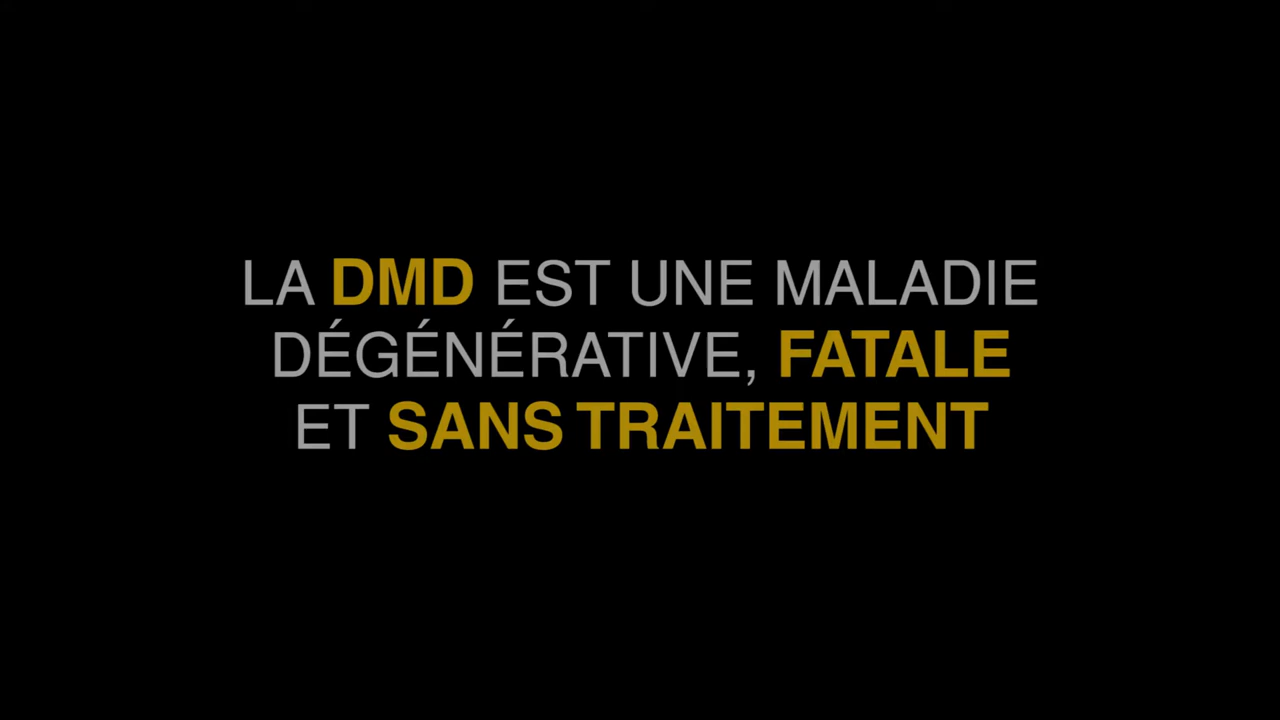 LA DMD EST UNE MALADIE
DÉGÉNÉRATIVE, FATALE
ET SANS TRAITEMENT